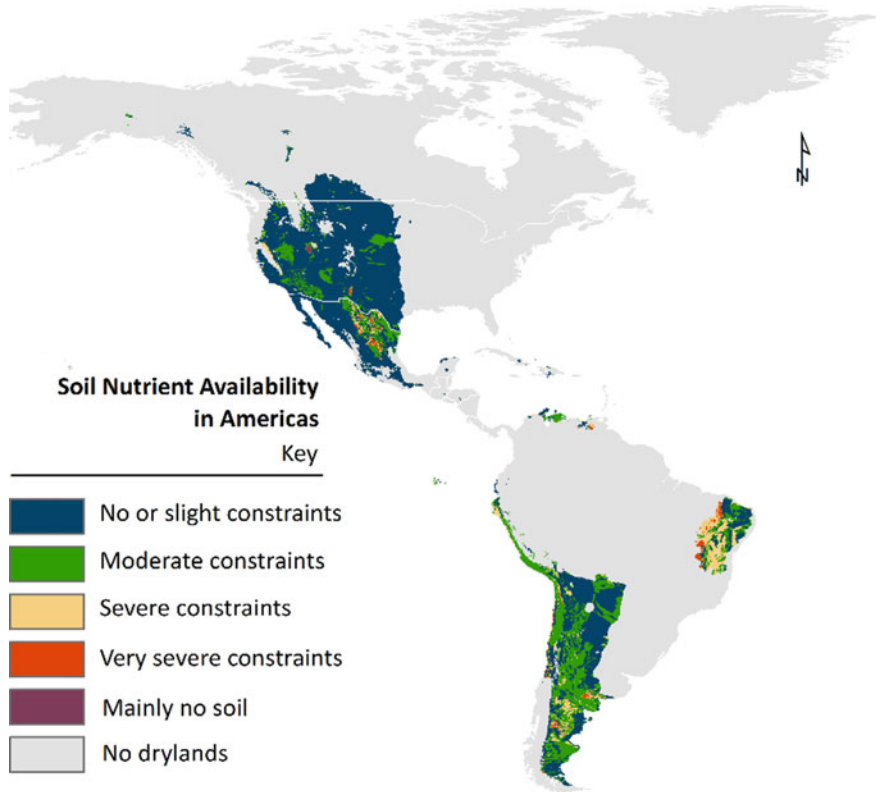 N
Soil Nutrient Availability
in Americas
Key
No or slight constraints
Moderate constraints
Severe constraints
Very severe constraints
Mainly no soil
No drylands